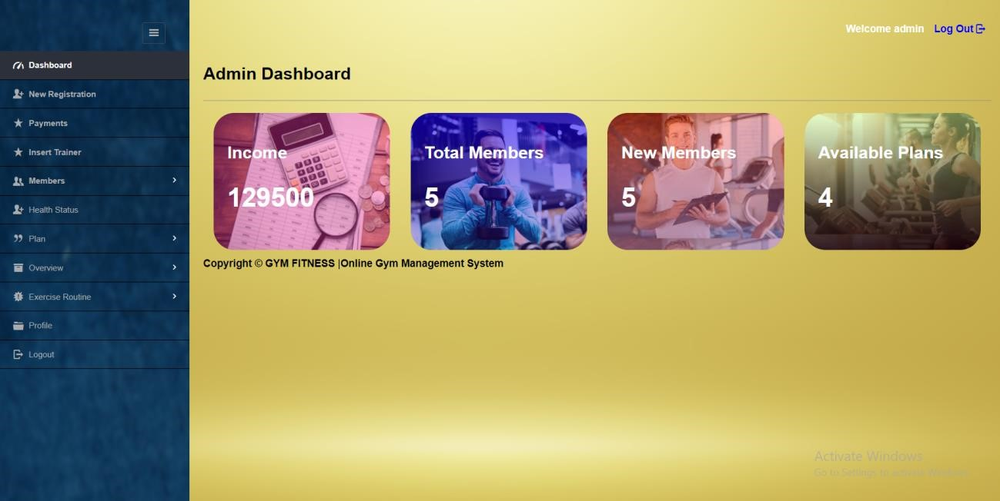 Welcome admin Log Out
Dashboard
New Registration
Payments
Insert Trainer
Members
Health Status
Plan
Overview
Exercise Routine
Profile
Logout
Admin Dashboard
Income
129500
Total Members
5
New Members
5
Available Plans
4
Copyright © GYM FITNESS |Online Gym Management System
Activate Windows
Go to Settings to activate Windows.